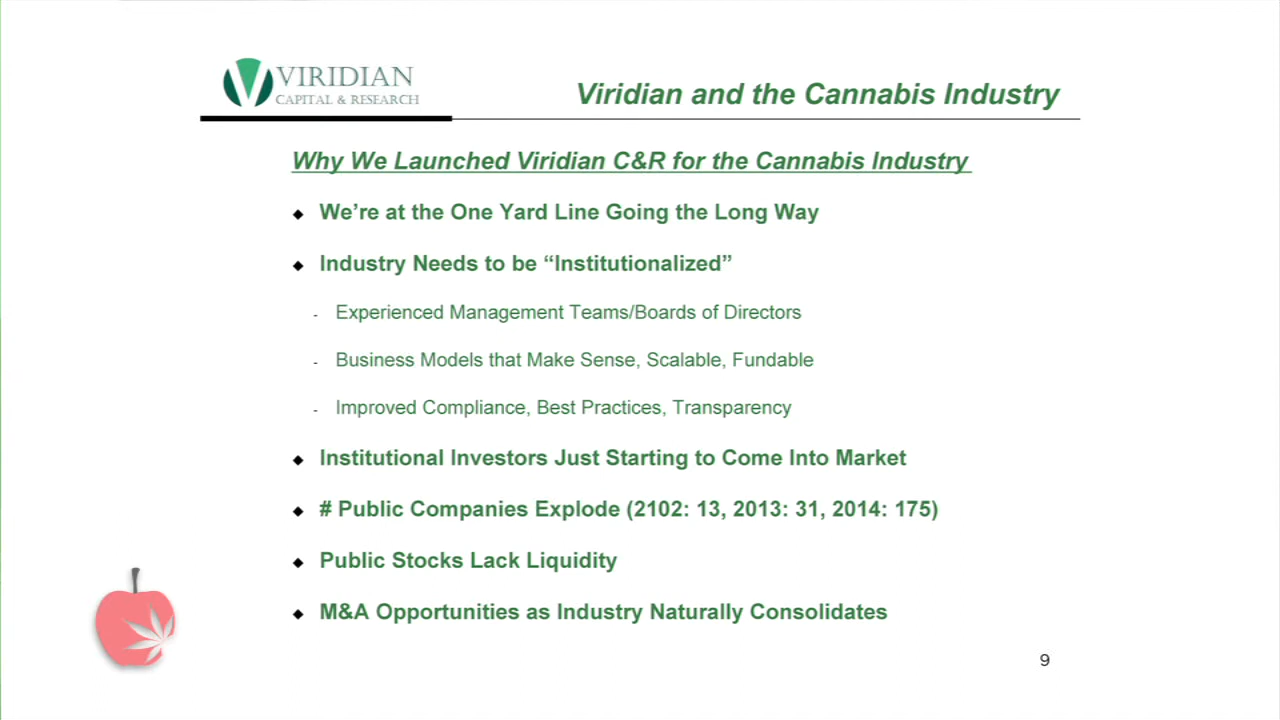 VIRIDIAN
CAPITAL & RESEARCH
Viridian and the Cannabis Industry
Why We Launched Viridian C&R for the Cannabis Industry
◆ We’re at the One Yard Line Going the Long Way
◆ Industry Needs to be “Institutionalized”
- Experienced Management Teams/Boards of Directors
- Business Models that Make Sense, Scalable, Fundable
- Improved Compliance, Best Practices, Transparency
◆ Institutional Investors Just Starting to Come Into Market
◆ # Public Companies Explode (2102: 13, 2013: 31, 2014: 175)
◆ Public Stocks Lack Liquidity
◆ M&A Opportunities as Industry Naturally Consolidates
9